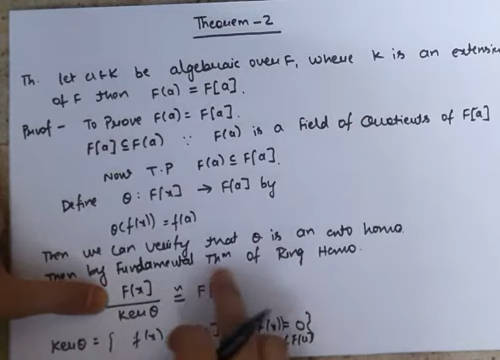 Theorem-2
Th. let a∈K be algebraic over F, where K is an extension
of F then F(a) = F[a].
Proof - To Prove F(a) = F[a].
F[a] ⊆ F(a) ∵ F(a) is a Field of Quotients of F[a]
Now T.P F(a) ⊆ F[a].
Define θ : F[x] → F[a] by
θ(f(x)) = f(a)
Then we can verify that θ is an onto homo.
Then by Fundamental Thm of Ring Homo.
F[x]/Kerθ ≅ F
Kerθ = { f(x) = 0}